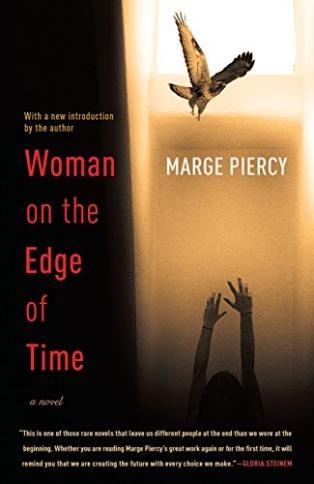 With a new introduction
by the author
Woman
on the
Edge
of
Time
MARGE PIERCY
a novel
"This is one of those rare novels that leave us different people at the end than we were at the
beginning. Whether you are reading Marge Piercy's great work again or for the first time, it will
remind you that we are creating the future with every choice we make."—GLORIA STEINEM